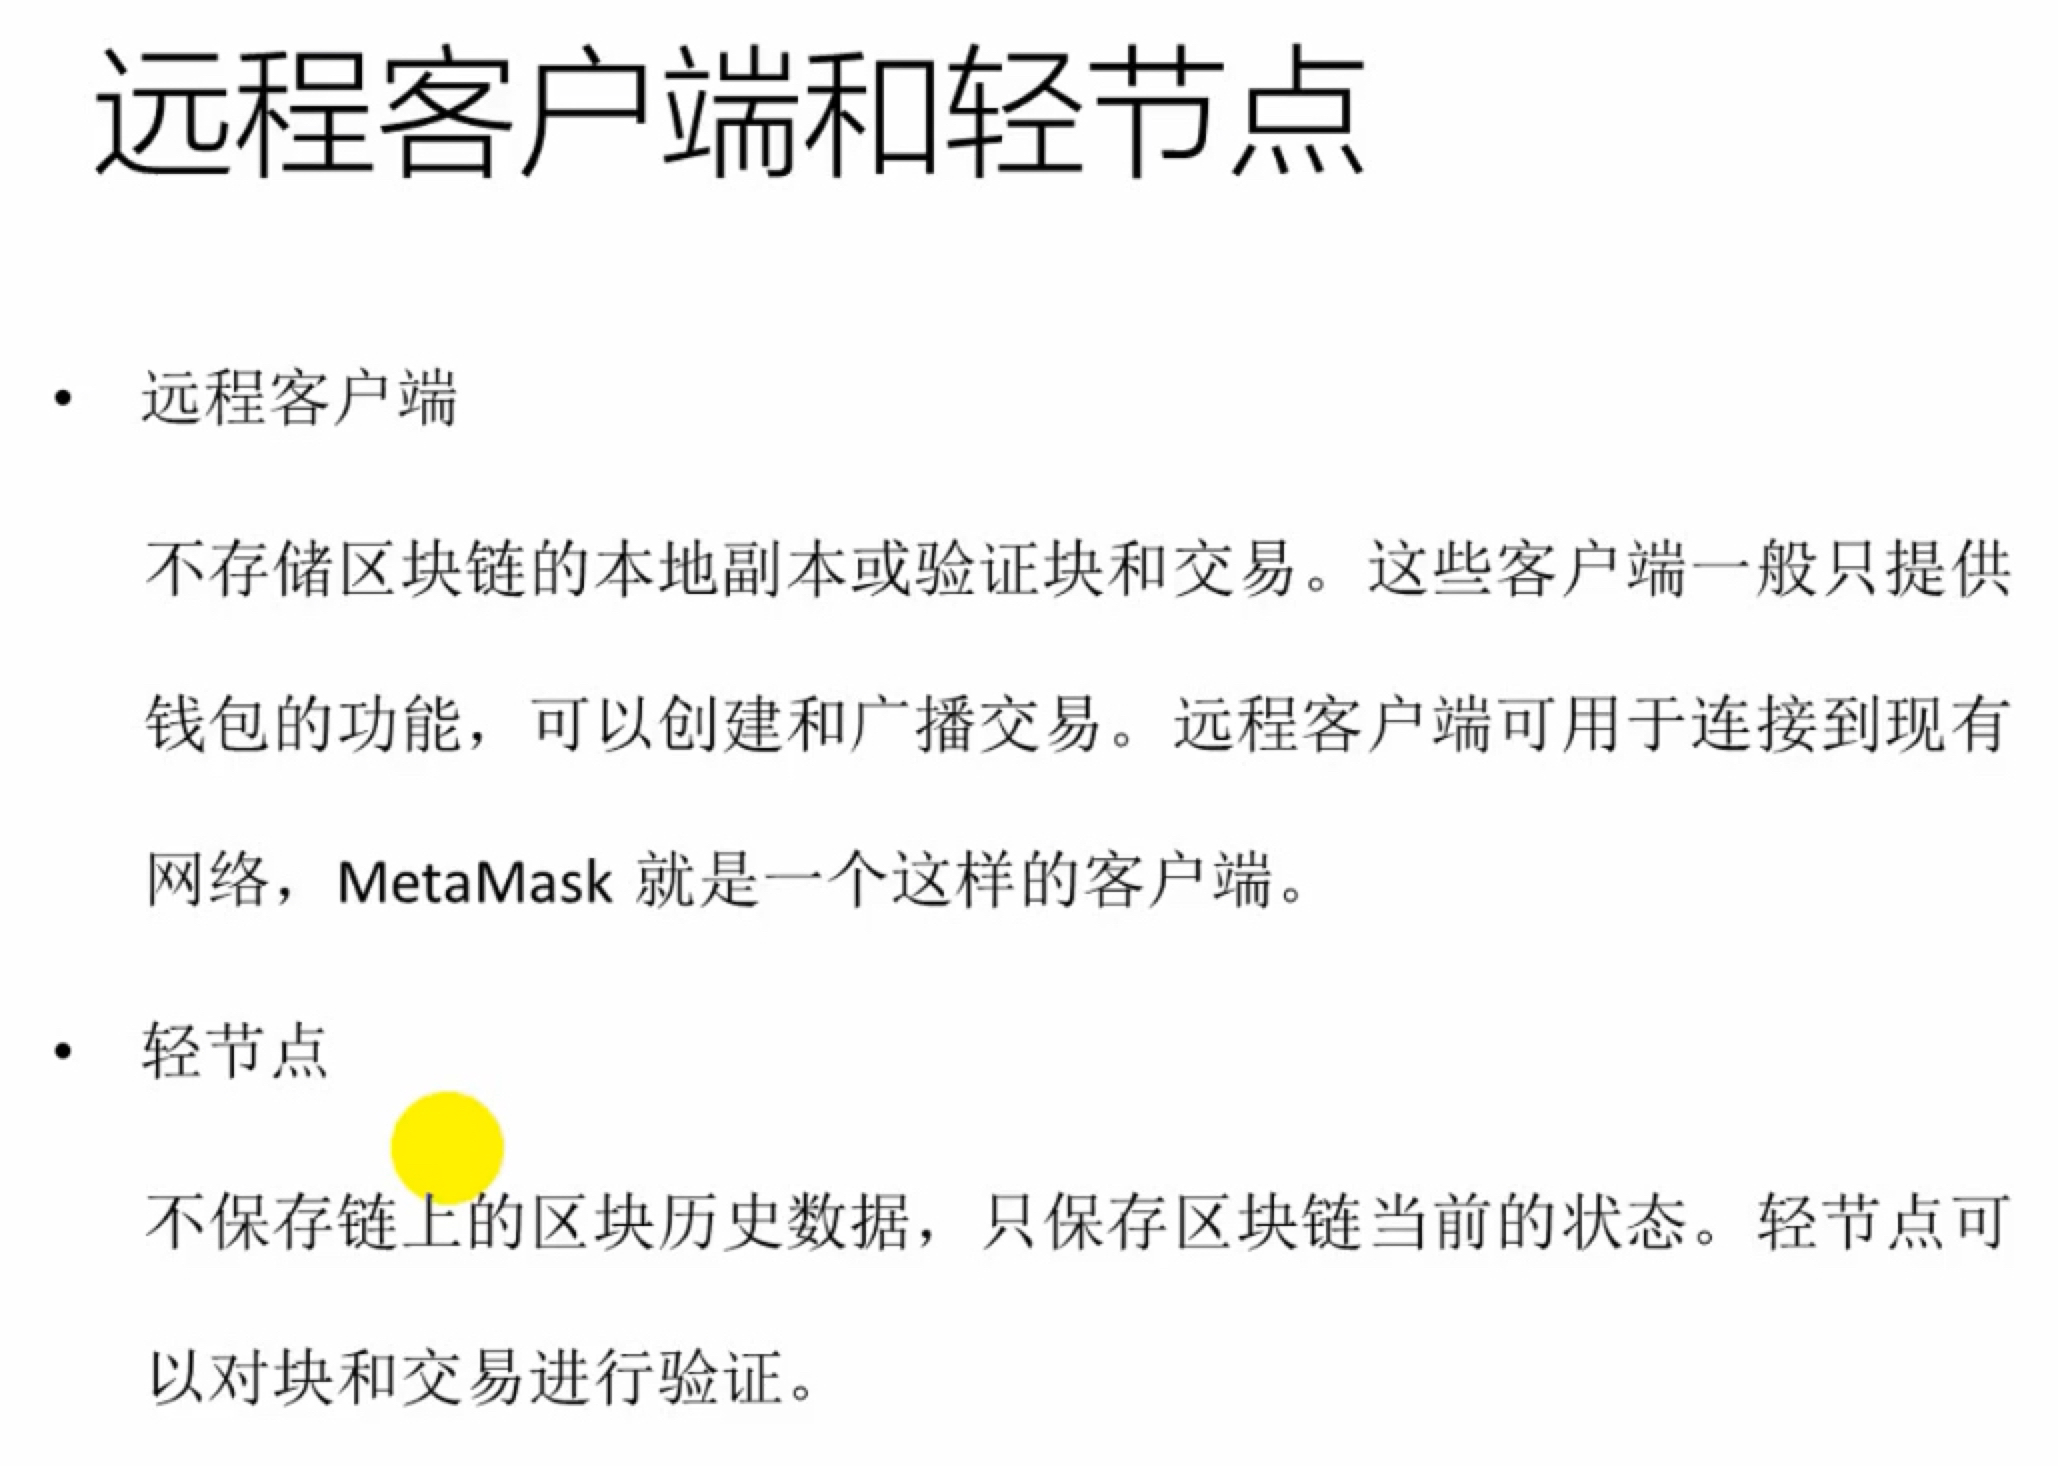 远程客户端和轻节点
• 远程客户端
不存储区块链的本地副本或验证块和交易。这些客户端一般只提供
钱包的功能，可以创建和广播交易。远程客户端可用于连接到现有
网络，MetaMask 就是一个这样的客户端。
• 轻节点
不保存链上的区块历史数据，只保存区块链当前的状态。轻节点可
以对块和交易进行验证。